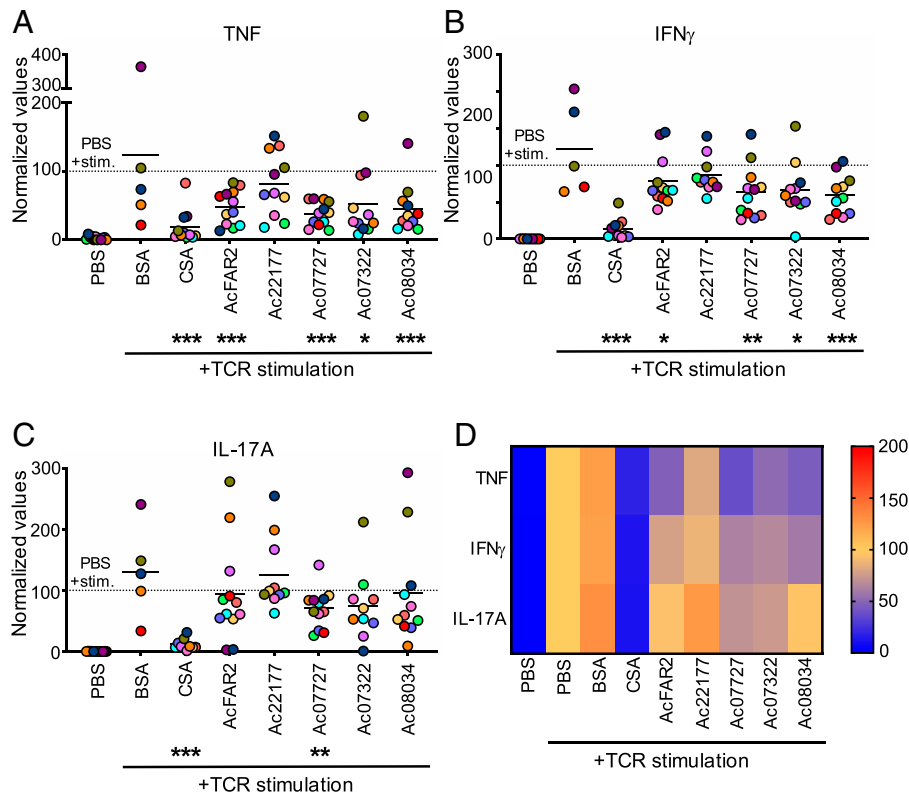 A
TNF
Normalized values
400
300
200
100
0
PBS
+stim.
PBS
BSA
CSA
AcFAR2
Ac22177
Ac07727
Ac07322
Ac08034
*** *** *** * ***
+TCR stimulation
B
IFNγ
Normalized values
300
200
100
0
PBS
+stim.
PBS
BSA
CSA
AcFAR2
Ac22177
Ac07727
Ac07322
Ac08034
*** * ** * ***
+TCR stimulation
C
IL-17A
Normalized values
300
200
100
0
PBS
+stim.
PBS
BSA
CSA
AcFAR2
Ac22177
Ac07727
Ac07322
Ac08034
*** **
+TCR stimulation
D
TNF
IFNγ
IL-17A
200
150
100
50
0
PBS
PBS
BSA
CSA
AcFAR2
Ac22177
Ac07727
Ac07322
Ac08034
+TCR stimulation